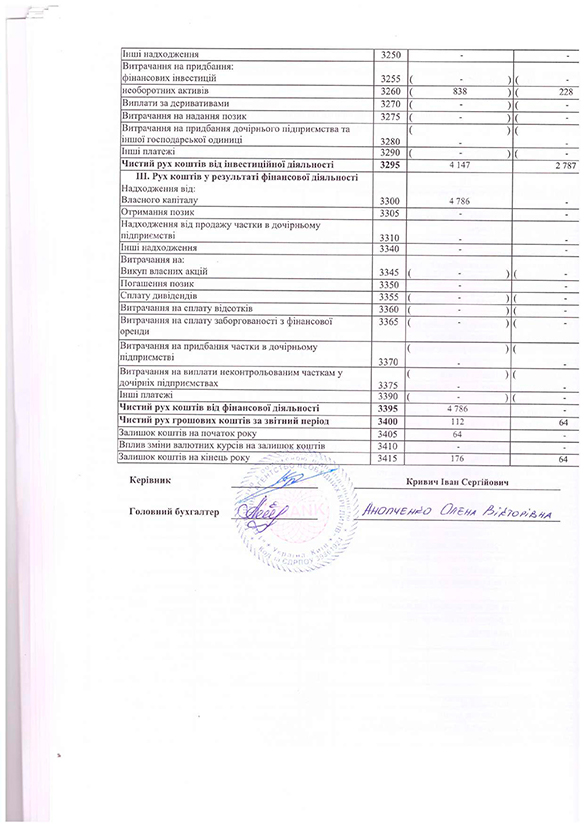 Інші надходження 3250 - -
Витрачання на придбання:
фінансових інвестицій 3255 ( - ) ( -
необоротних активів 3260 ( 838 ) ( 228
Виплати за деривативами 3270 ( - ) ( -
Витрачання на надання позик 3275 ( - ) ( -
Витрачання на придбання дочірнього підприємства та ( ) (
іншої господарської одиниці 3280 - -
Інші платежі 3290 ( - ) ( -
Чистий рух коштів від інвестиційної діяльності 3295 4 147 2 787
III. Рух коштів у результаті фінансової діяльності
Надходження від:
Власного капіталу 3300 4 786 -
Отримання позик 3305 - -
Надходження від продажу частки в дочірньому
підприємстві 3310 - -
Інші надходження 3340 - -
Витрачання на:
Викуп власних акцій 3345 ( - ) ( -
Погашення позик 3350 - -
Сплату дивідендів 3355 ( - ) ( -
Витрачання на сплату відсотків 3360 ( - ) ( -
Витрачання на сплату заборгованості з фінансової 3365 ( - ) ( -
оренди
Витрачання на придбання частки в дочірньому ( ) (
підприємстві 3370 - -
Витрачання на виплати неконтрольованим часткам у ( ) (
дочірніх підприємствах 3375 - -
Інші платежі 3390 ( - ) ( -
Чистий рух коштів від фінансової діяльності 3395 4 786 -
Чистий рух грошових коштів за звітний період 3400 112 64
Залишок коштів на початок року 3405 64 -
Вплив зміни валютних курсів на залишок коштів 3410 - -
Залишок коштів на кінець року 3415 176 64
Керівник Кривич Іван Сергійович
Головний бухгалтер Анопченко Олена Вікторівна
Україна, Київ